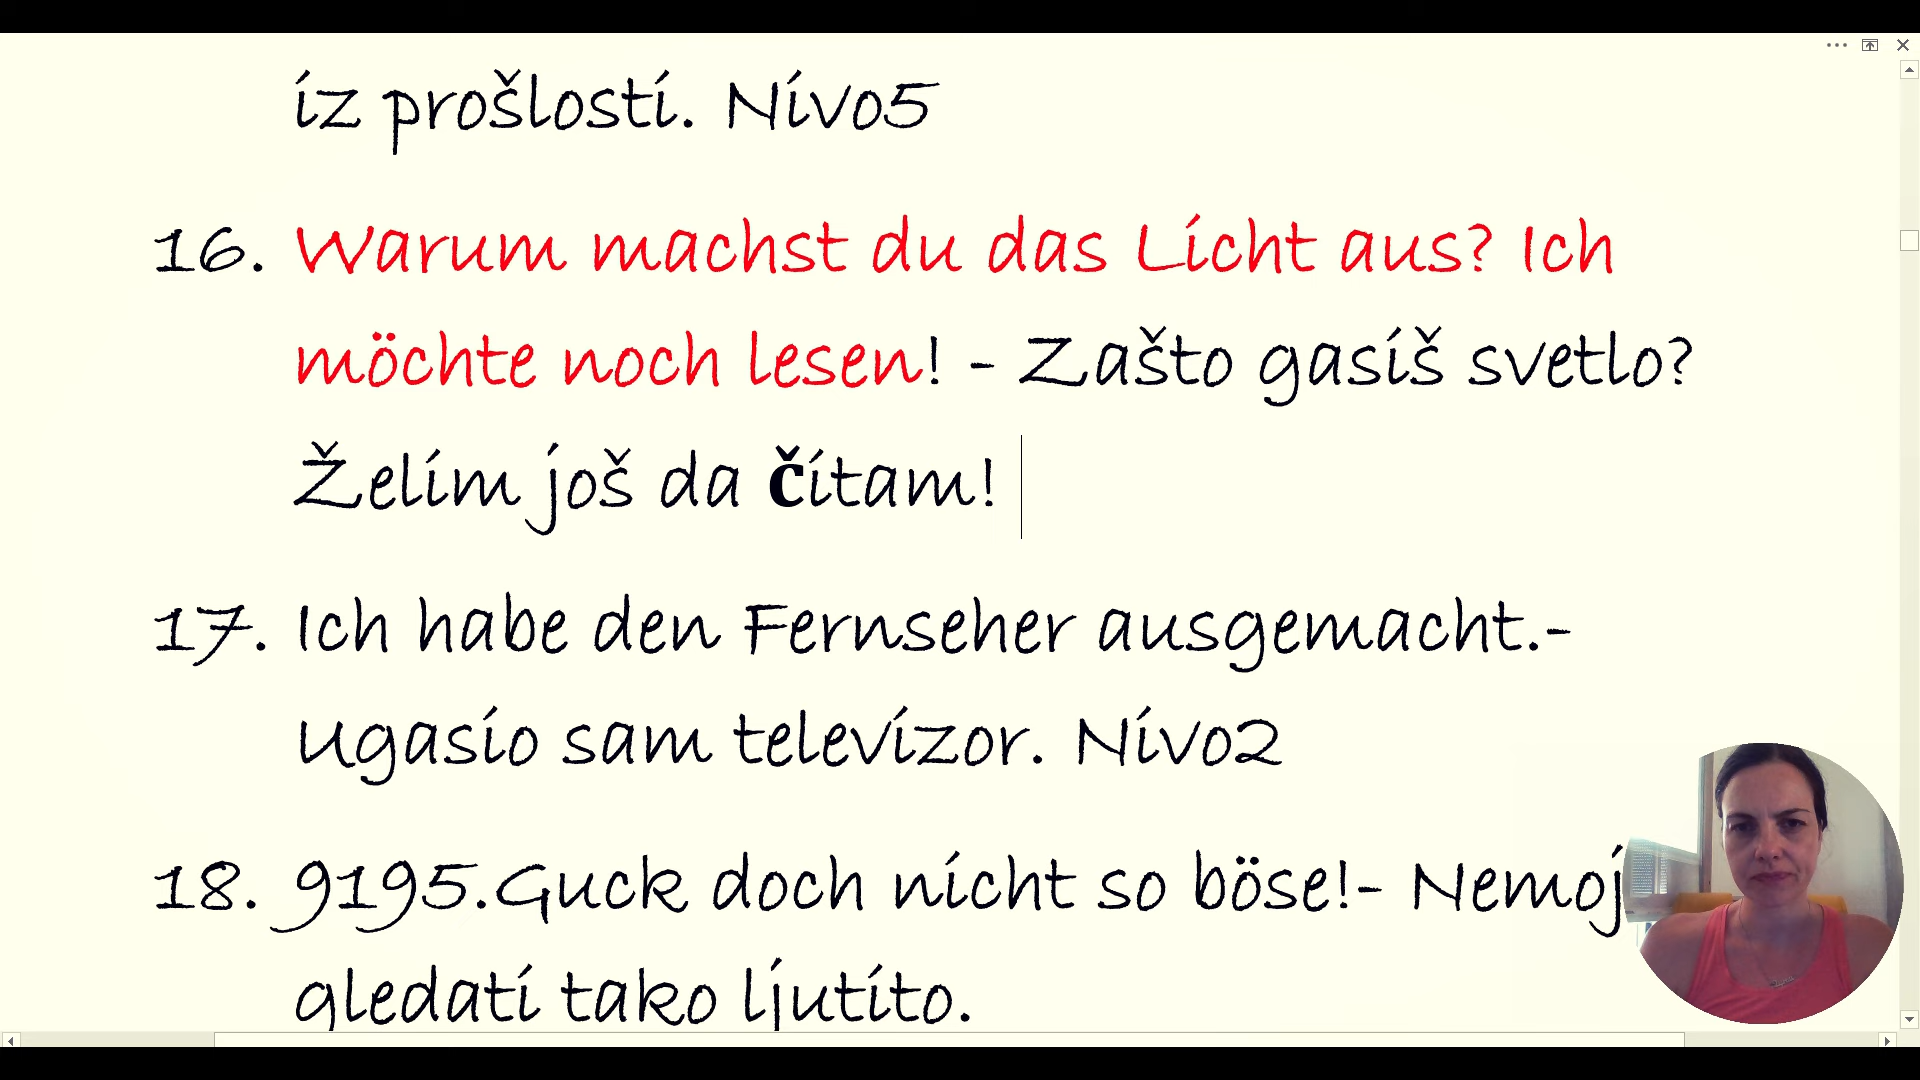 iz prošlosti. Nivo5
16. Warum machst du das Licht aus? Ich
möchte noch lesen! - Zašto gasiš svetlo?
Želim još da čitam!
17. Ich habe den Fernseher ausgemacht.-
Ugasio sam televizor. Nivo2
18. 9195.Guck doch nicht so böse!- Nemoj
gledati tako ljutito.